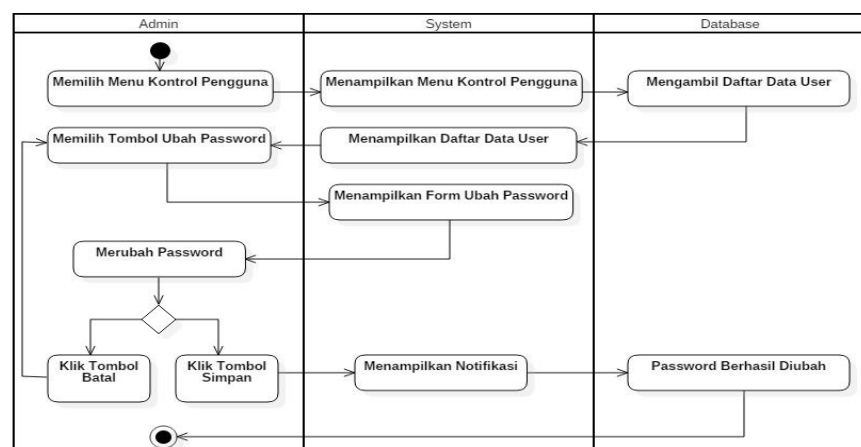 Admin
System
Database
Memilih Menu Kontrol Pengguna
Menampilkan Menu Kontrol Pengguna
Mengambil Daftar Data User
Memilih Tombol Ubah Password
Menampilkan Daftar Data User
Menampilkan Form Ubah Password
Merubah Password
Klik Tombol
Batal
Klik Tombol
Simpan
Menampilkan Notifikasi
Password Berhasil Diubah